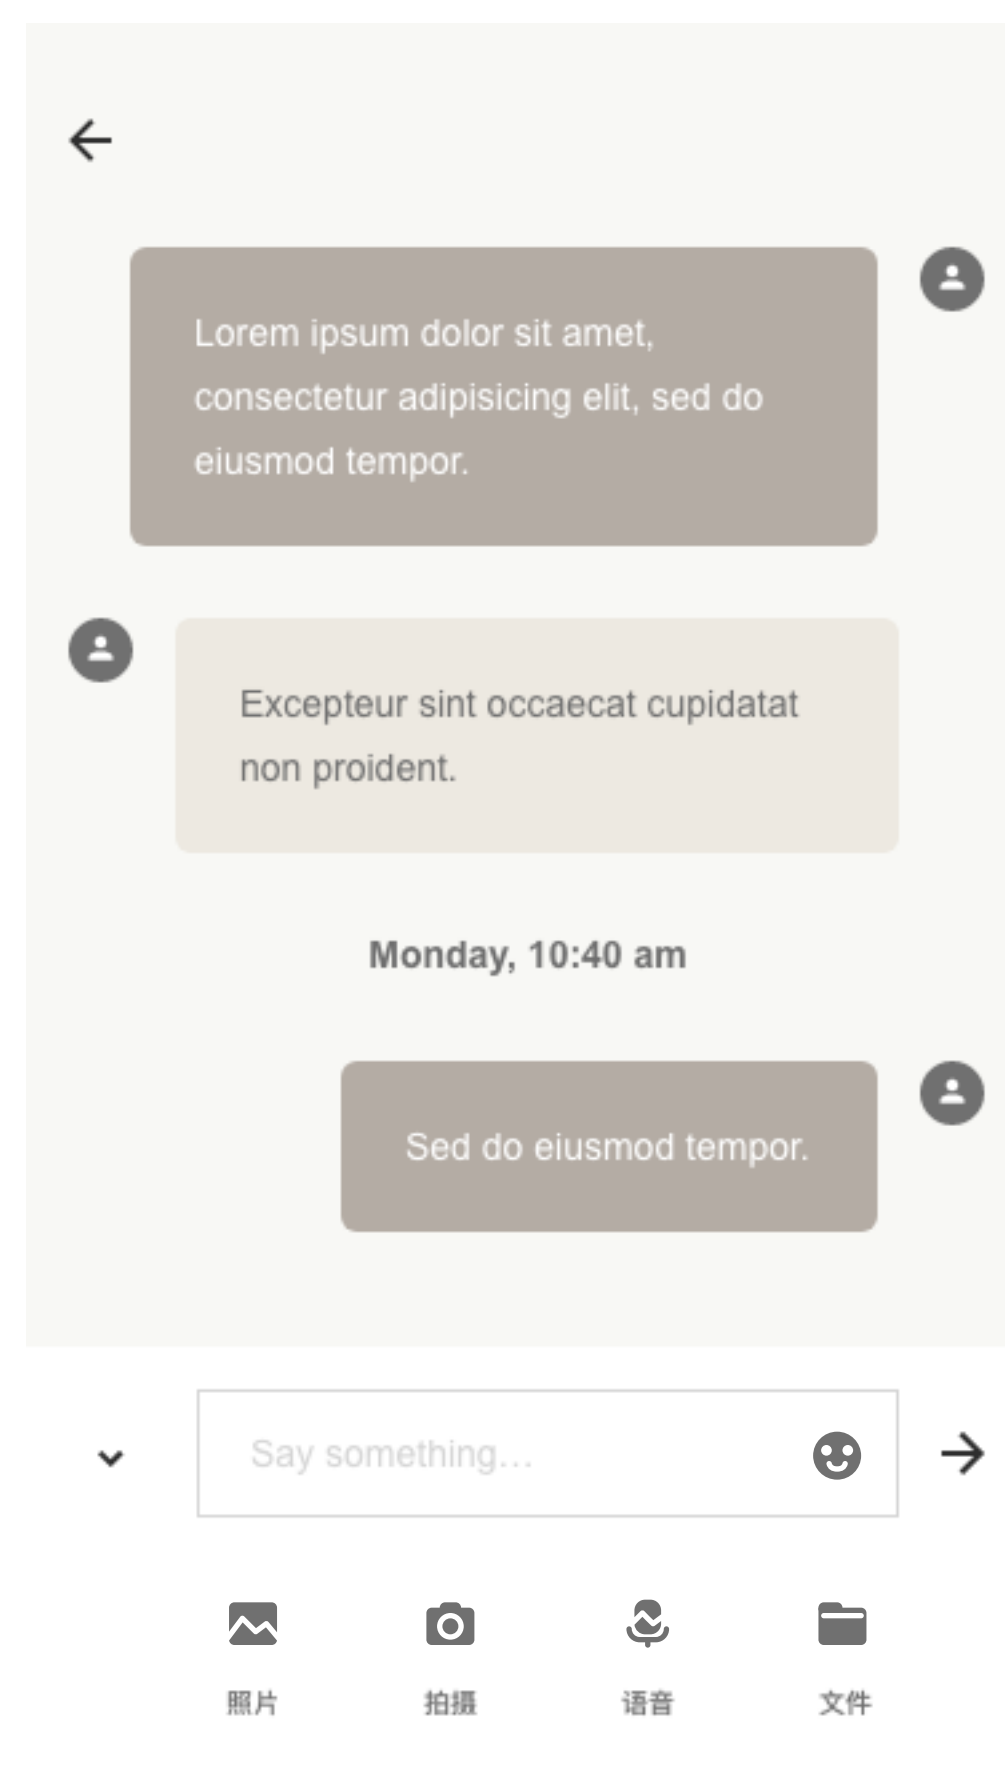 Lorem ipsum dolor sit amet,
consectetur adipisicing elit, sed do
eiusmod tempor.
Excepteur sint occaecat cupidatat
non proident.
Monday, 10:40 am
Sed do eiusmod tempor.
Say something...
照片 拍摄 语音 文件